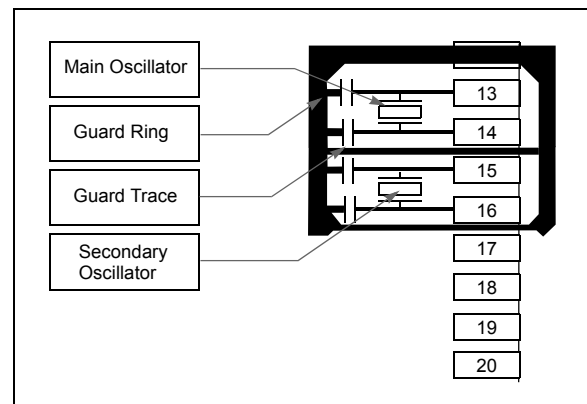 Main Oscillator
Guard Ring
Guard Trace
Secondary
Oscillator
13
14
15
16
17
18
19
20